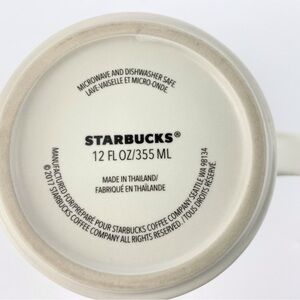 MICROWAVE AND DISHWASHER SAFE.
LAVE-VAISELLE ET MICRO-ONDE.
STARBUCKS®
12 FL OZ/355 ML
MADE IN THAILAND/
FABRIQUÉ EN THAÏLANDE
MANUFACTURED FOR/PRÉPARÉ POUR STARBUCKS COFFEE COMPANY SEATTLE WA 98134
© 2017 STARBUCKS COFFEE COMPANY ALL RIGHTS RESERVED. / TOUS DROITS RÉSERVÉ.